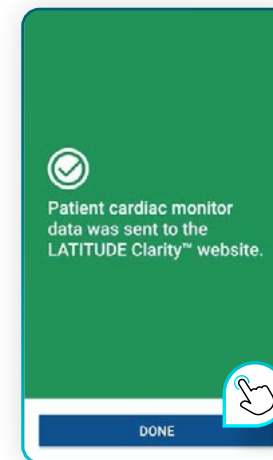 Patient cardiac monitor
data was sent to the
LATITUDE Clarity™ website.
DONE